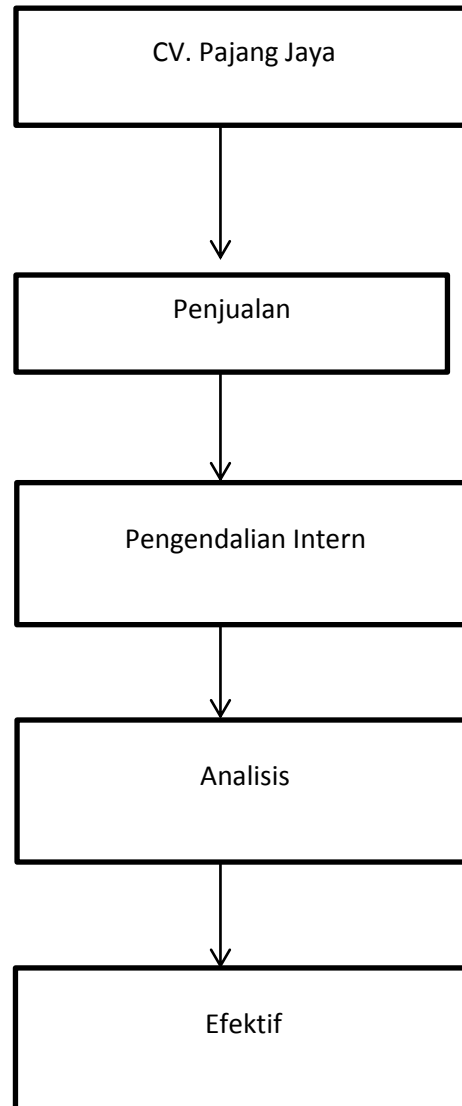 CV. Pajang Jaya
Penjualan
Pengendalian Intern
Analisis
Efektif